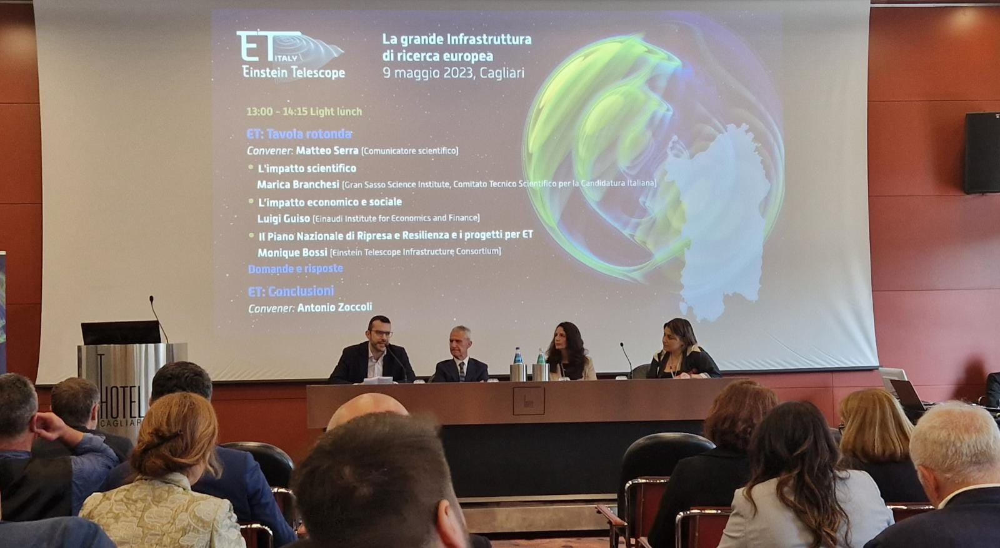 ET
ITALY
Einstein Telescope
La grande Infrastruttura
di ricerca europea
9 maggio 2023, Cagliari
13:00 - 14:15 Light lunch
ET: Tavola rotonda
Convener: Matteo Serra (Comunicatore scientifico)
• L'impatto scientifico
Marica Branchesi (Gran Sasso Science Institute, Comitato Tecnico Scientifico per la Candidatura Italiana)
• L'impatto economico e sociale
Luigi Guiso (Einaudi Institute for Economics and Finance)
• Il Piano Nazionale di Ripresa e Resilienza e i progetti per ET
Monique Bossi (Einstein Telescope Infrastructure Consortium)
Domande e risposte
ET: Conclusioni
Convener: Antonio Zoccoli
T
HOTEL
CAGLIAR